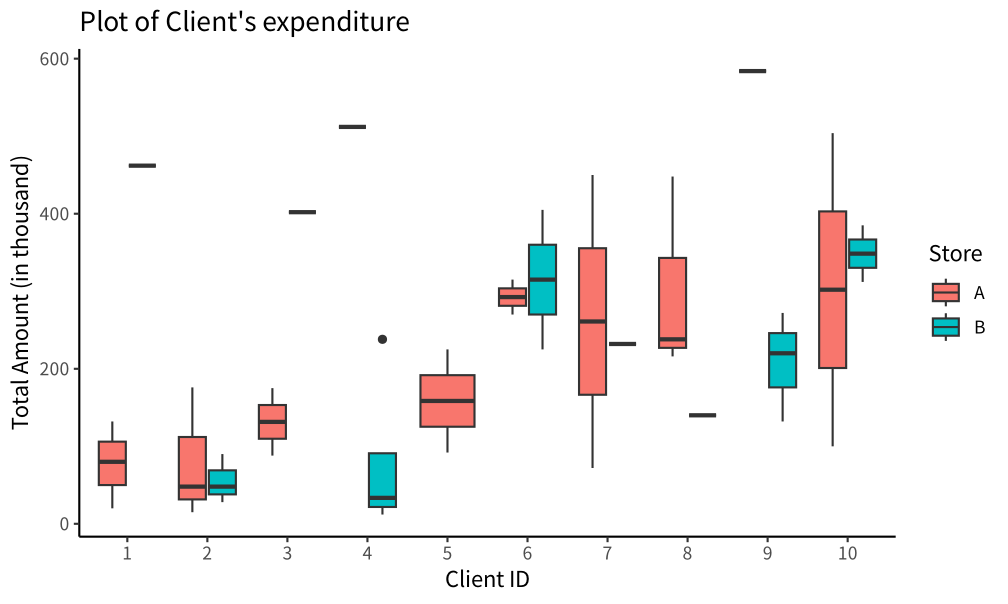 Plot of Client's expenditure
Total Amount (in thousand)
600
400
200
0
1 2 3 4 5 6 7 8 9 10
Client ID
Store
A
B